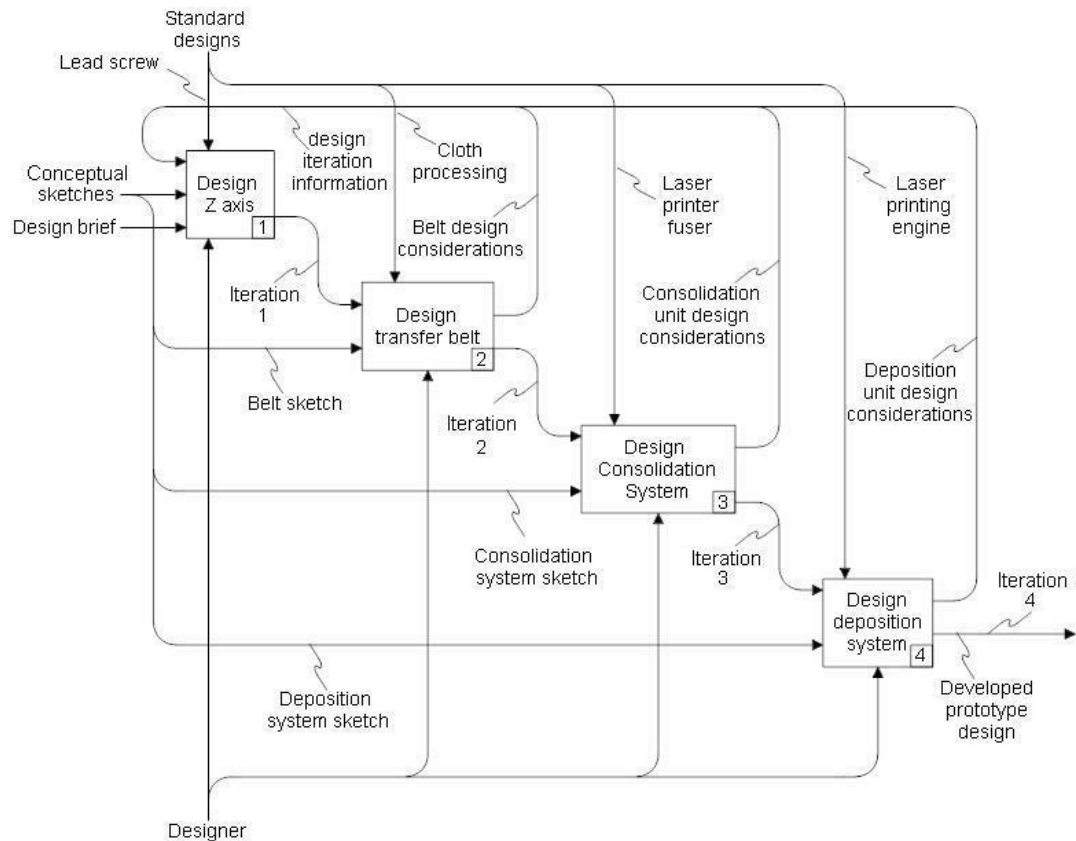 Standard
designs
Lead screw
design
iteration
information
Cloth
processing
Laser
printer
fuser
Laser
printing
engine
Conceptual
sketches
Design brief
Design
Z axis
1
Belt design
considerations
Iteration
1
Design
transfer belt
2
Consolidation
unit design
considerations
Deposition
unit design
considerations
Belt sketch
Iteration
2
Design
Consolidation
System
3
Consolidation
system sketch
Iteration
3
Iteration
4
Design
deposition
system
4
Deposition
system sketch
Developed
prototype
design
Designer